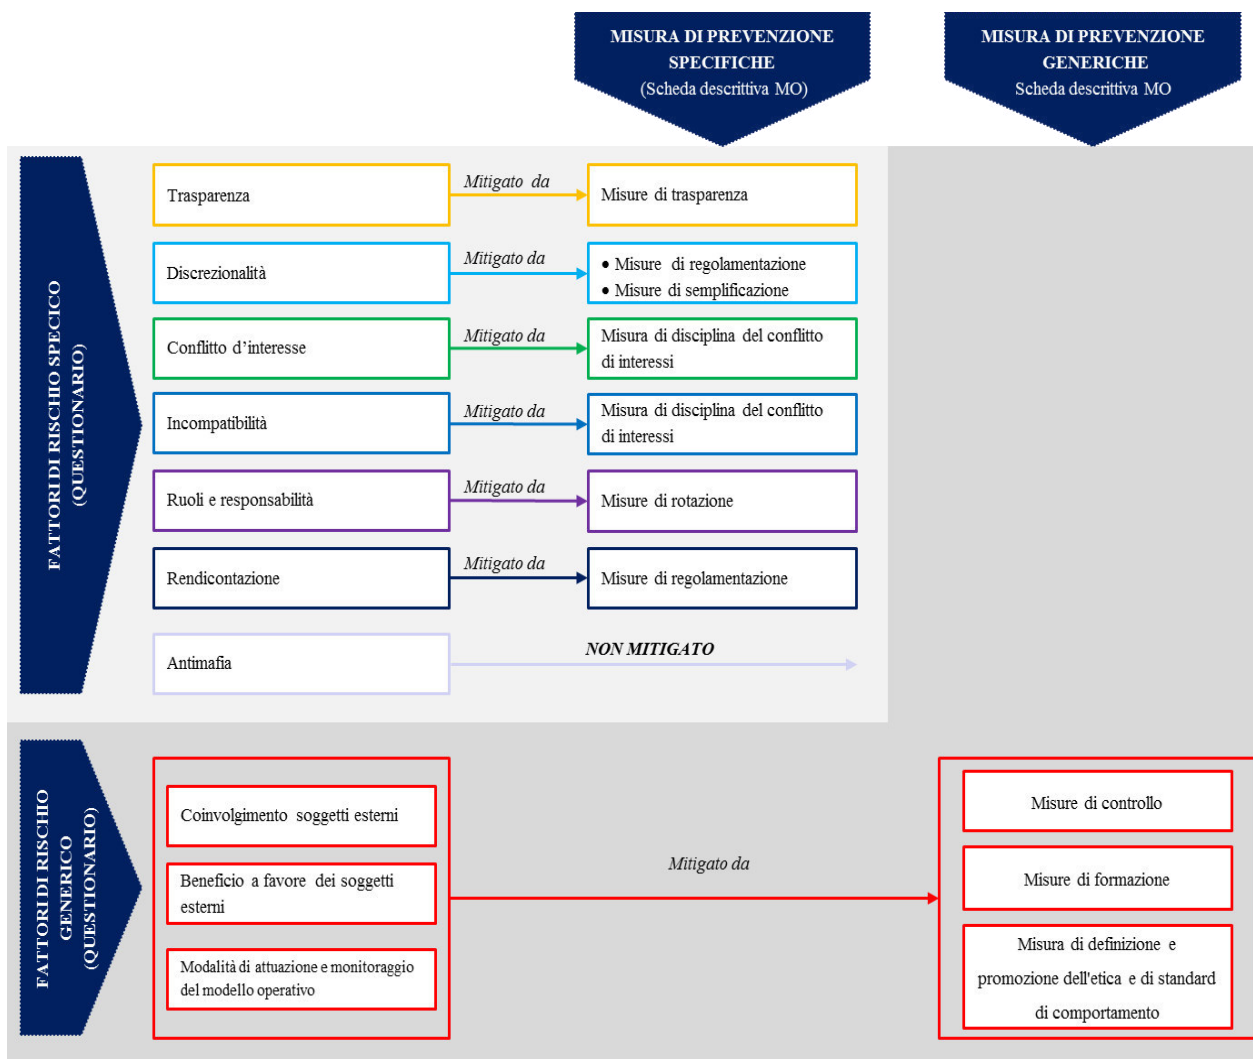 MISURA DI PREVENZIONE
SPECIFICHE
(Scheda descrittiva MO)
MISURA DI PREVENZIONE
GENERICHE
Scheda descrittiva MO
FATTORI DI RISCHIO SPECICO
(QUESTIONARIO)
Trasparenza
Mitigato da
Misure di trasparenza
Discrezionalità
Mitigato da
• Misure di regolamentazione
• Misure di semplificazione
Conflitto d’interesse
Mitigato da
Misura di disciplina del conflitto
di interessi
Incompatibilità
Mitigato da
Misura di disciplina del conflitto
di interessi
Ruoli e responsabilità
Mitigato da
Misure di rotazione
Rendicontazione
Mitigato da
Misure di regolamentazione
Antimafia
NON MITIGATO
FATTORI DI RISCHIO
GENERICO
(QUESTIONARIO)
Coinvolgimento soggetti esterni
Beneficio a favore dei soggetti
esterni
Modalità di attuazione e monitoraggio
del modello operativo
Mitigato da
Misure di controllo
Misure di formazione
Misura di definizione e
promozione dell'etica e di standard
di comportamento